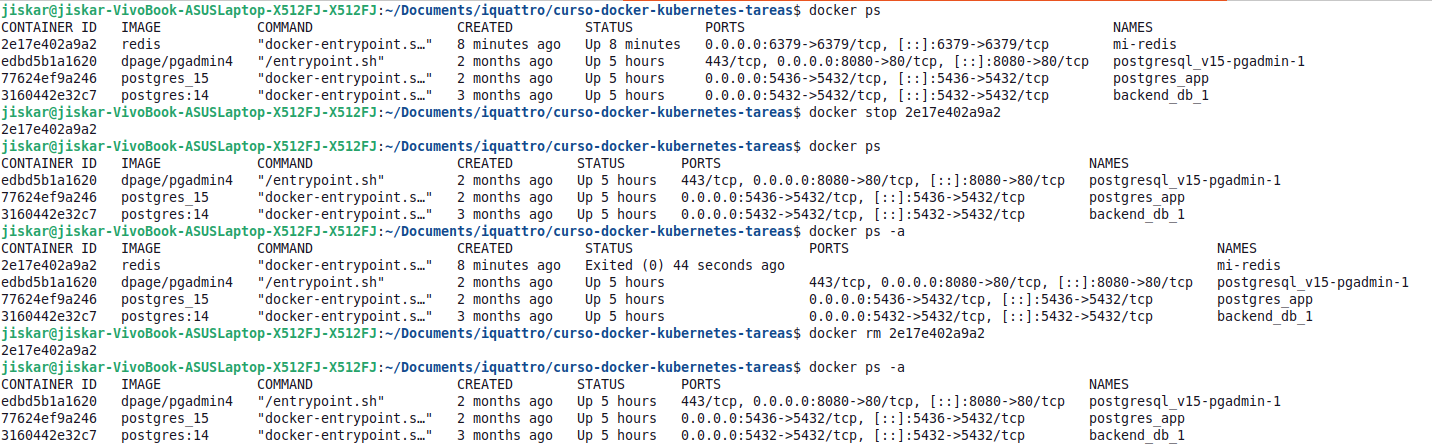 jiskar@jiskar-VivoBook-ASUSLaptop-X512FJ-X512FJ:~/Documents/iquattro/curso-docker-kubernetes-tareas$ docker ps
CONTAINER ID   IMAGE            COMMAND                  CREATED         STATUS         PORTS                                              NAMES
2e17e402a9a2   redis            "docker-entrypoint.s…"   8 minutes ago   Up 8 minutes   0.0.0.0:6379->6379/tcp, [::]:6379->6379/tcp        mi-redis
edbd5b1a1620   dpage/pgadmin4   "/entrypoint.sh"         2 months ago    Up 5 hours     443/tcp, 0.0.0.0:8080->80/tcp, [::]:8080->80/tcp   postgresql_v15-pgadmin-1
77624ef9a246   postgres_15      "docker-entrypoint.s…"   2 months ago    Up 5 hours     0.0.0.0:5436->5432/tcp, [::]:5436->5432/tcp        postgres_app
3160442e32c7   postgres:14      "docker-entrypoint.s…"   3 months ago    Up 5 hours     0.0.0.0:5432->5432/tcp, [::]:5432->5432/tcp        backend_db_1
jiskar@jiskar-VivoBook-ASUSLaptop-X512FJ-X512FJ:~/Documents/iquattro/curso-docker-kubernetes-tareas$ docker stop 2e17e402a9a2
2e17e402a9a2
jiskar@jiskar-VivoBook-ASUSLaptop-X512FJ-X512FJ:~/Documents/iquattro/curso-docker-kubernetes-tareas$ docker ps
CONTAINER ID   IMAGE            COMMAND                  CREATED        STATUS       PORTS                                              NAMES
edbd5b1a1620   dpage/pgadmin4   "/entrypoint.sh"         2 months ago   Up 5 hours   443/tcp, 0.0.0.0:8080->80/tcp, [::]:8080->80/tcp   postgresql_v15-pgadmin-1
77624ef9a246   postgres_15      "docker-entrypoint.s…"   2 months ago   Up 5 hours   0.0.0.0:5436->5432/tcp, [::]:5436->5432/tcp        postgres_app
3160442e32c7   postgres:14      "docker-entrypoint.s…"   3 months ago   Up 5 hours   0.0.0.0:5432->5432/tcp, [::]:5432->5432/tcp        backend_db_1
jiskar@jiskar-VivoBook-ASUSLaptop-X512FJ-X512FJ:~/Documents/iquattro/curso-docker-kubernetes-tareas$ docker ps -a
CONTAINER ID   IMAGE            COMMAND                  CREATED         STATUS                      PORTS                                              NAMES
2e17e402a9a2   redis            "docker-entrypoint.s…"   8 minutes ago   Exited (0) 44 seconds ago                                                      mi-redis
edbd5b1a1620   dpage/pgadmin4   "/entrypoint.sh"         2 months ago    Up 5 hours                  443/tcp, 0.0.0.0:8080->80/tcp, [::]:8080->80/tcp   postgresql_v15-pgadmin-1
77624ef9a246   postgres_15      "docker-entrypoint.s…"   2 months ago    Up 5 hours                  0.0.0.0:5436->5432/tcp, [::]:5436->5432/tcp        postgres_app
3160442e32c7   postgres:14      "docker-entrypoint.s…"   3 months ago    Up 5 hours                  0.0.0.0:5432->5432/tcp, [::]:5432->5432/tcp        backend_db_1
jiskar@jiskar-VivoBook-ASUSLaptop-X512FJ-X512FJ:~/Documents/iquattro/curso-docker-kubernetes-tareas$ docker rm 2e17e402a9a2
2e17e402a9a2
jiskar@jiskar-VivoBook-ASUSLaptop-X512FJ-X512FJ:~/Documents/iquattro/curso-docker-kubernetes-tareas$ docker ps -a
CONTAINER ID   IMAGE            COMMAND                  CREATED        STATUS       PORTS                                              NAMES
edbd5b1a1620   dpage/pgadmin4   "/entrypoint.sh"         2 months ago   Up 5 hours   443/tcp, 0.0.0.0:8080->80/tcp, [::]:8080->80/tcp   postgresql_v15-pgadmin-1
77624ef9a246   postgres_15      "docker-entrypoint.s…"   2 months ago   Up 5 hours   0.0.0.0:5436->5432/tcp, [::]:5436->5432/tcp        postgres_app
3160442e32c7   postgres:14      "docker-entrypoint.s…"   3 months ago   Up 5 hours   0.0.0.0:5432->5432/tcp, [::]:5432->5432/tcp        backend_db_1